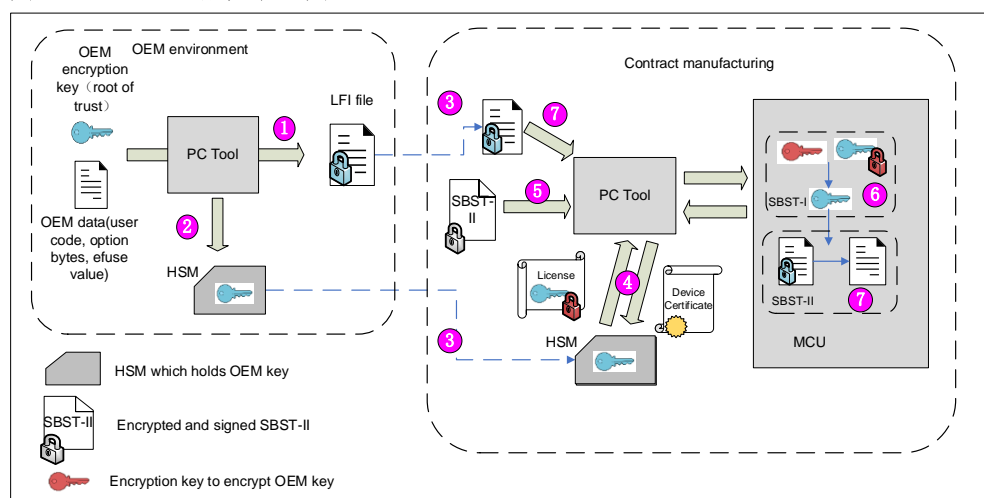 OEM environment
OEM
encryption
key（root of
trust）
LFI file
PC Tool
1
2
OEM data(user
code, option
bytes, efuse
value)
HSM
Contract manufacturing
3
7
PC Tool
SBST-
II
5
License
4
Device
Certificate
HSM
3
SBST-I
6
SBST-II
7
MCU
HSM which holds OEM key
SBST-II
Encrypted and signed SBST-II
Encryption key to encrypt OEM key